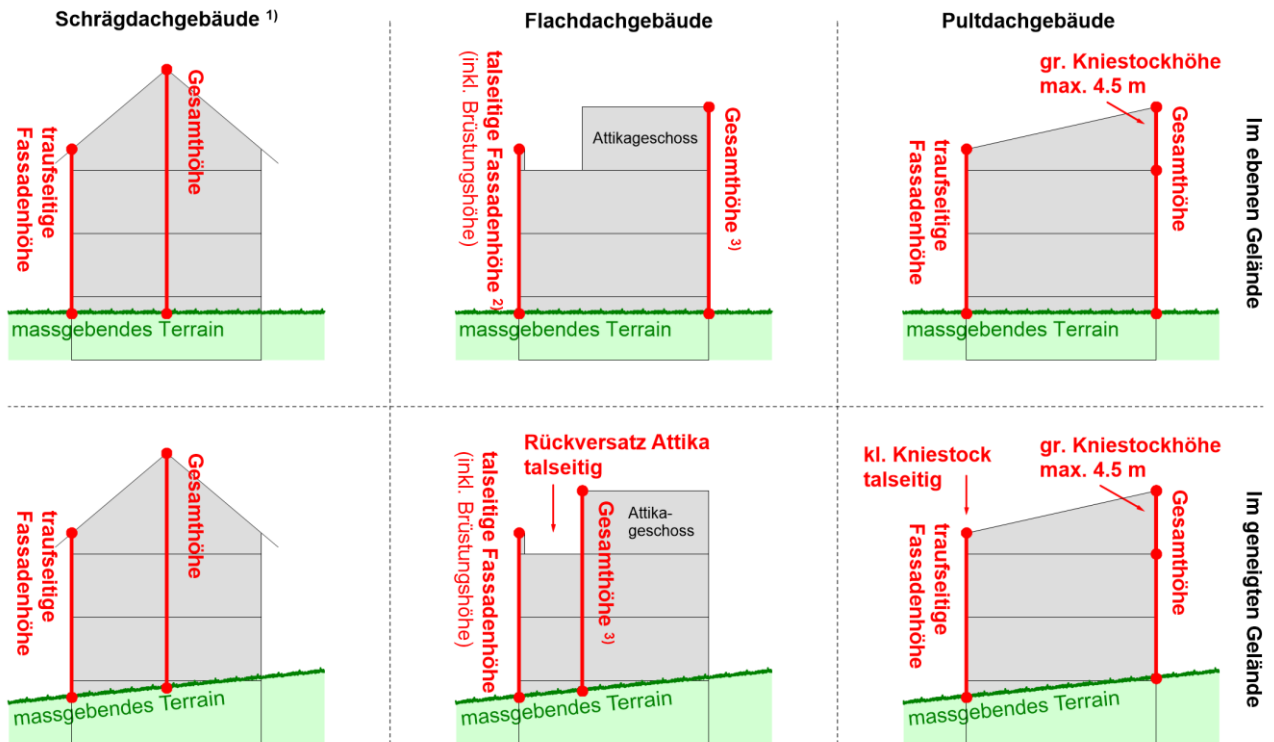 Schrägdachgebäude 1)
Flachdachgebäude
Pultdachgebäude
traufseitige
Fassadenhöhe
Gesamthöhe
massgebendes Terrain
talseitige Fassadenhöhe 2)
(inkl. Brüstungshöhe)
Attikageschoss
Gesamthöhe 3)
massgebendes Terrain
gr. Kniestockhöhe
max. 4.5 m
traufseitige
Fassadenhöhe
Gesamthöhe
massgebendes Terrain
Im ebenen Gelände
traufseitige
Fassadenhöhe
Gesamthöhe
massgebendes Terrain
Rückversatz Attika
talseitig
talseitige Fassadenhöhe
(inkl. Brüstungshöhe)
Attika-
geschoss
Gesamthöhe 3)
massgebendes Terrain
kl. Kniestock
talseitig
gr. Kniestockhöhe
max. 4.5 m
traufseitige
Fassadenhöhe
Gesamthöhe
massgebendes Terrain
Im geneigten Gelände